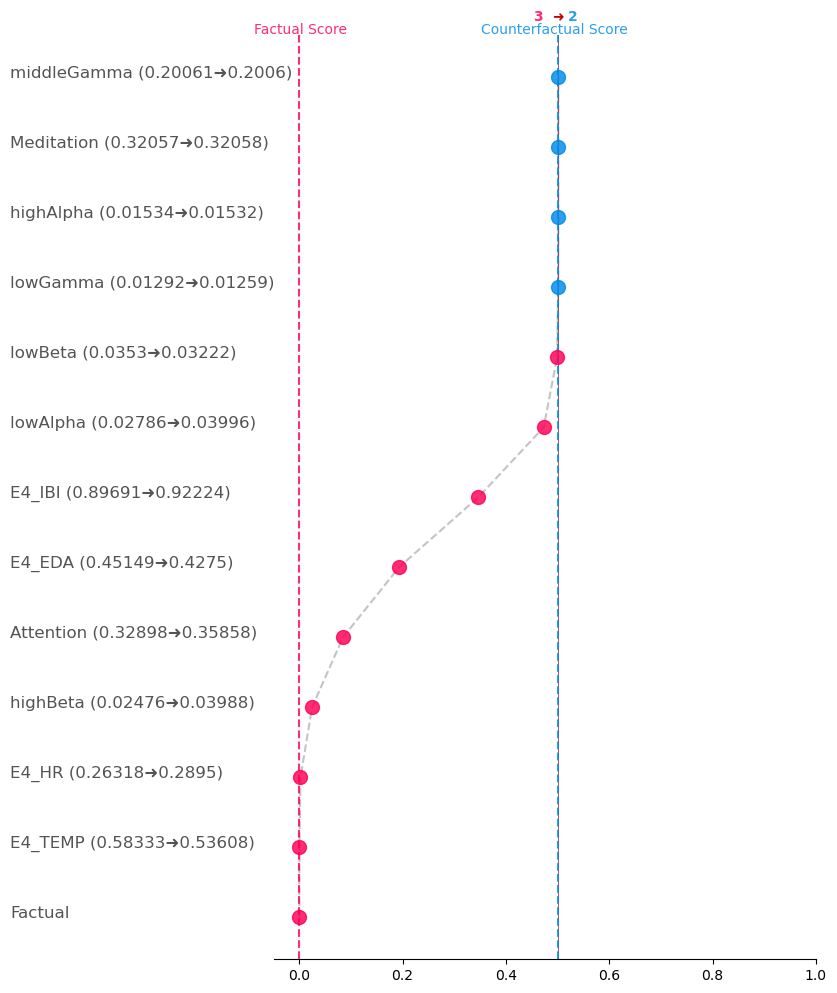 3 ➜ 2
Factual Score
Counterfactual Score
middleGamma (0.20061➜0.2006)
Meditation (0.32057➜0.32058)
highAlpha (0.01534➜0.01532)
lowGamma (0.01292➜0.01259)
lowBeta (0.0353➜0.03222)
lowAlpha (0.02786➜0.03996)
E4_IBI (0.89691➜0.92224)
E4_EDA (0.45149➜0.4275)
Attention (0.32898➜0.35858)
highBeta (0.02476➜0.03988)
E4_HR (0.26318➜0.2895)
E4_TEMP (0.58333➜0.53608)
Factual
0.0 0.2 0.4 0.6 0.8 1.0